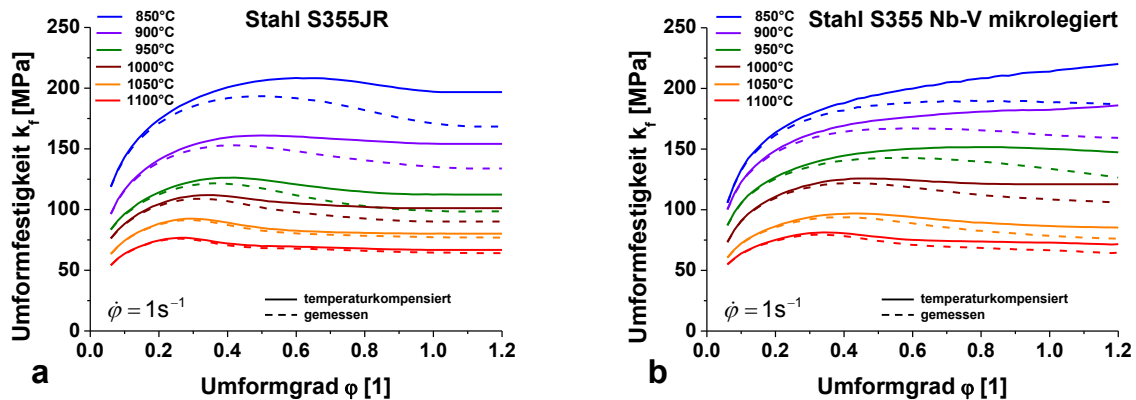 Stahl S355JR
850°C
900°C
950°C
1000°C
1050°C
1100°C
250
200
150
100
50
0
Umformfestigkeit k_f [MPa]
φ̇ = 1s⁻¹
temperaturkompensiert
gemessen
0.0 0.2 0.4 0.6 0.8 1.0 1.2
Umformgrad φ [1]
a
Stahl S355 Nb-V mikrolegiert
850°C
900°C
950°C
1000°C
1050°C
1100°C
250
200
150
100
50
0
Umformfestigkeit k_f [MPa]
φ̇ = 1s⁻¹
temperaturkompensiert
gemessen
0.0 0.2 0.4 0.6 0.8 1.0 1.2
Umformgrad φ [1]
b